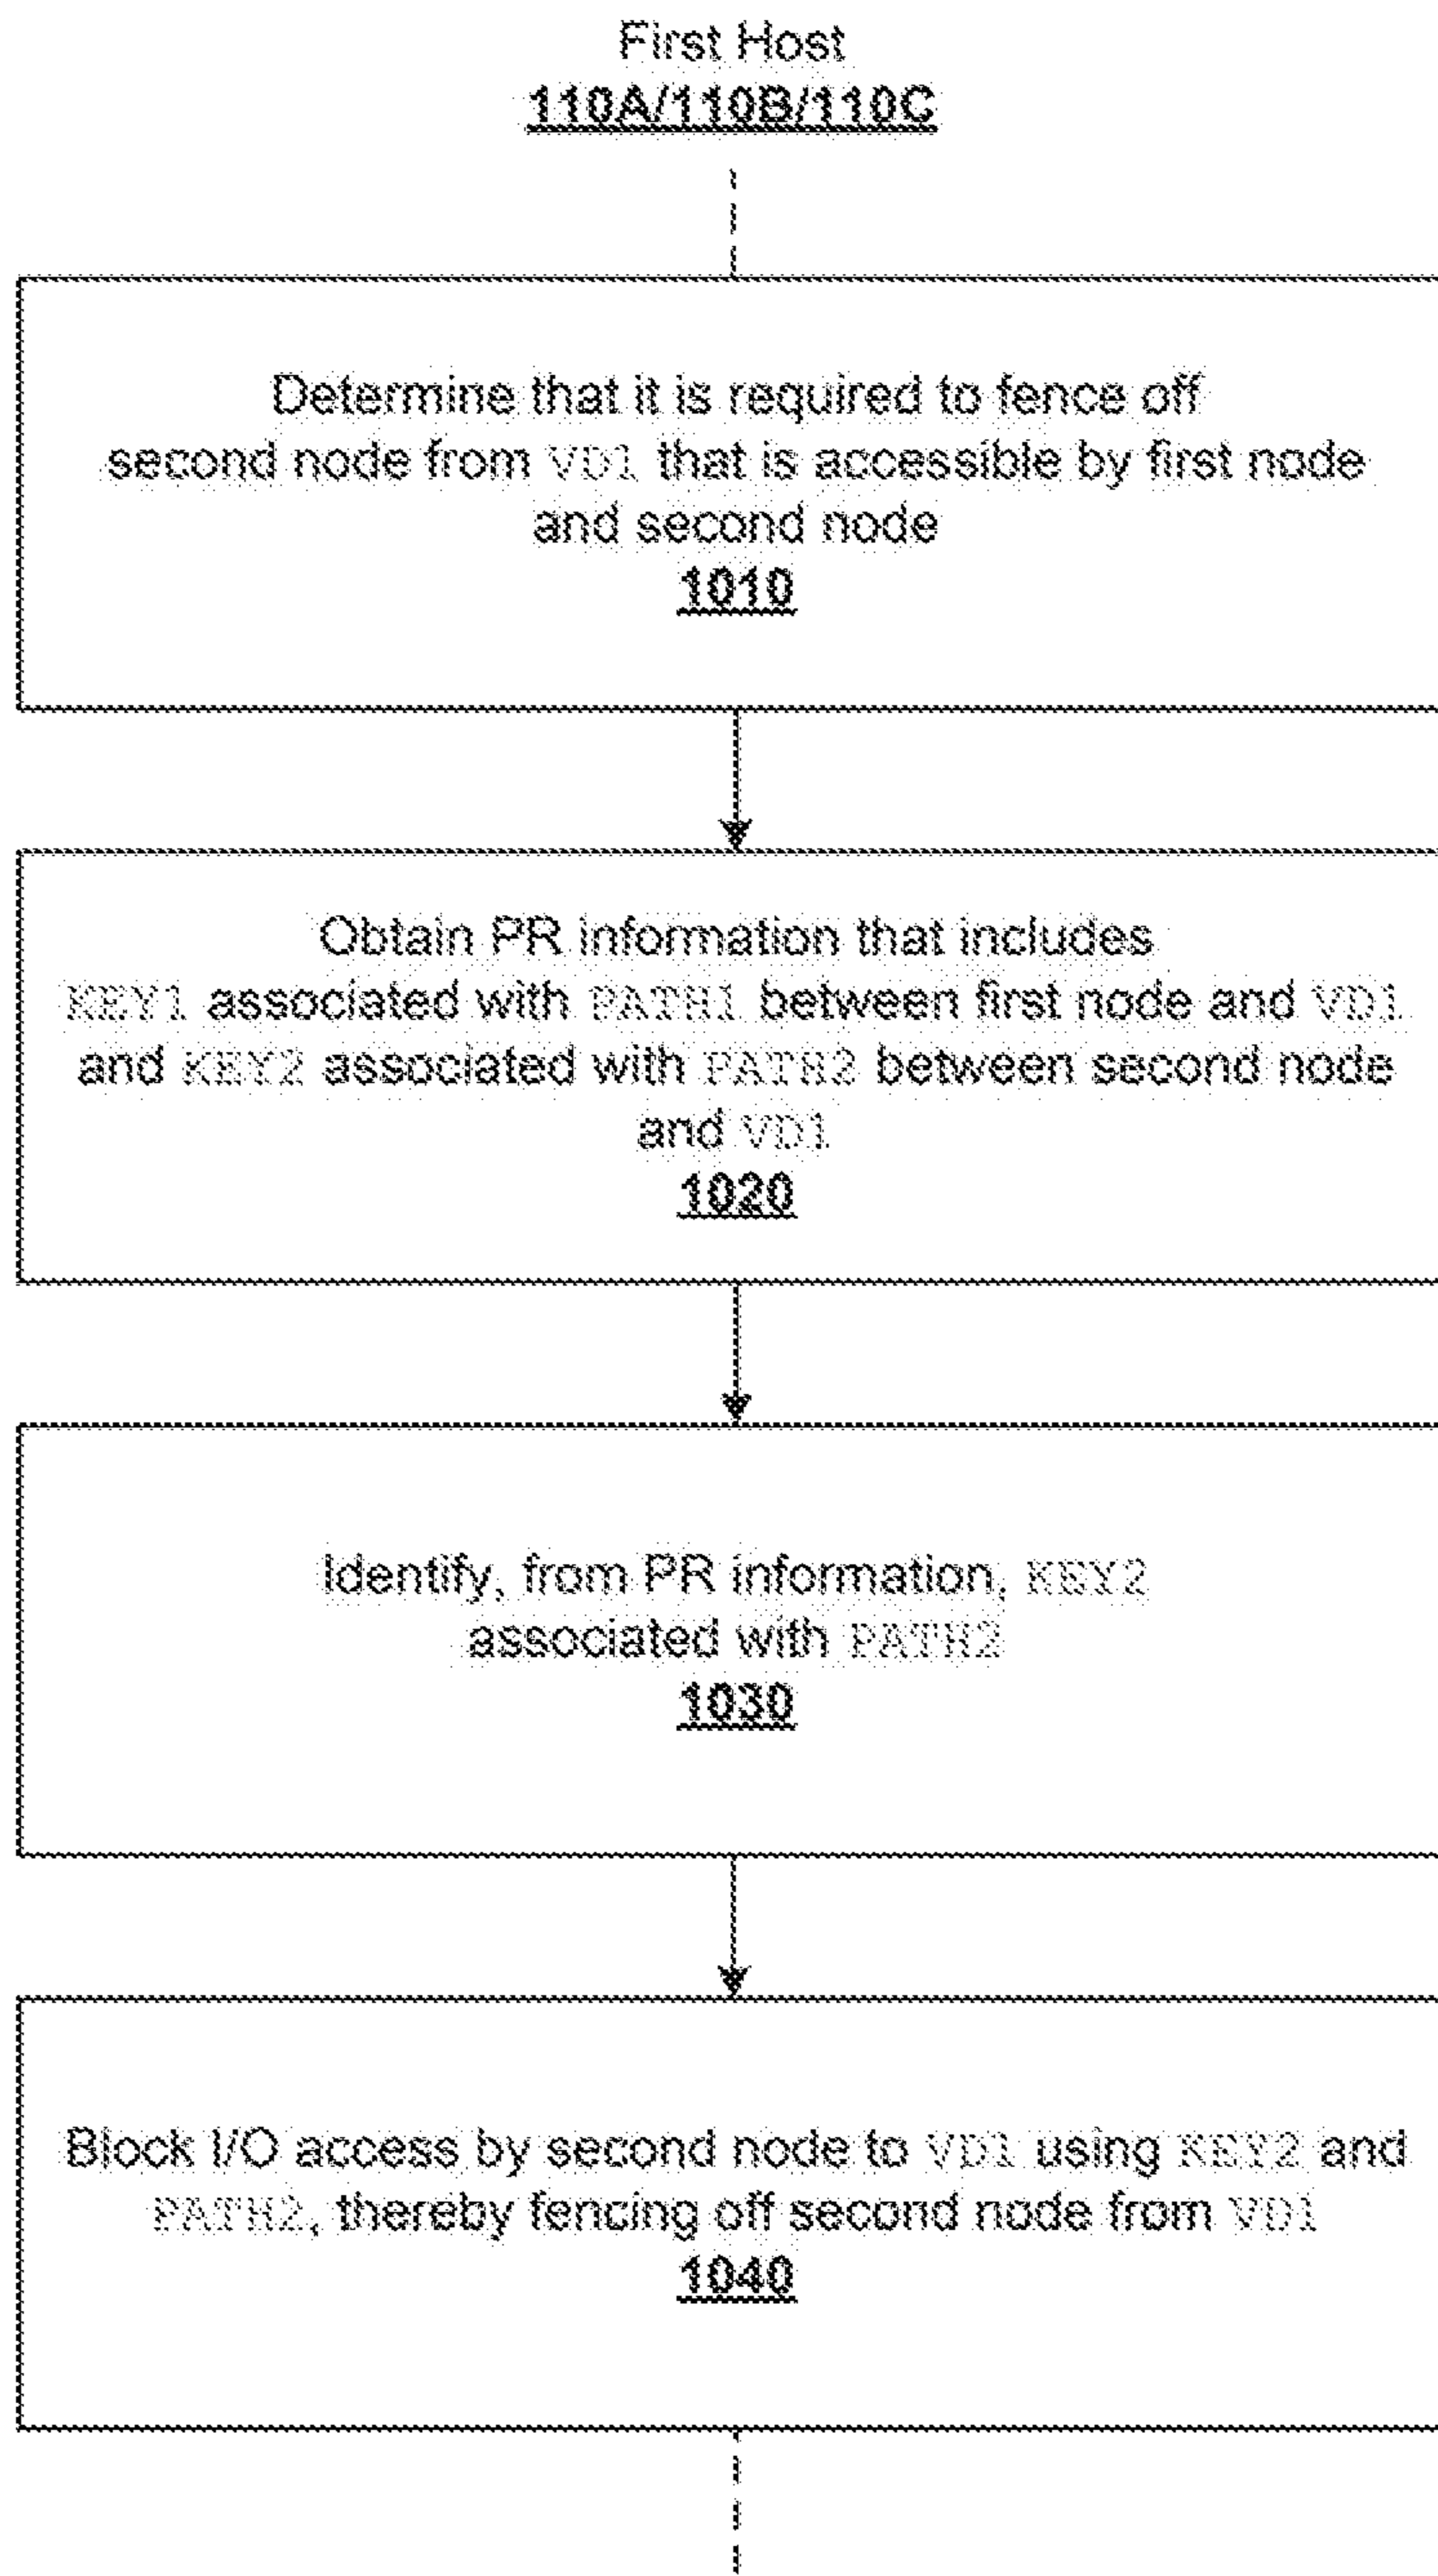 First Host
110A/110B/110C
Determine that it is required to fence off
second node from VD1 that is accessible by first node
and second node
1010
Obtain PR information that includes
KEY1 associated with PATH1 between first node and VD1
and KEY2 associated with PATH2 between second node
and VD1
1020
Identify, from PR information, KEY2
associated with PATH2
1030
Block I/O access by second node to VD1 using KEY2 and
PATH2, thereby fencing off second node from VD1
1040